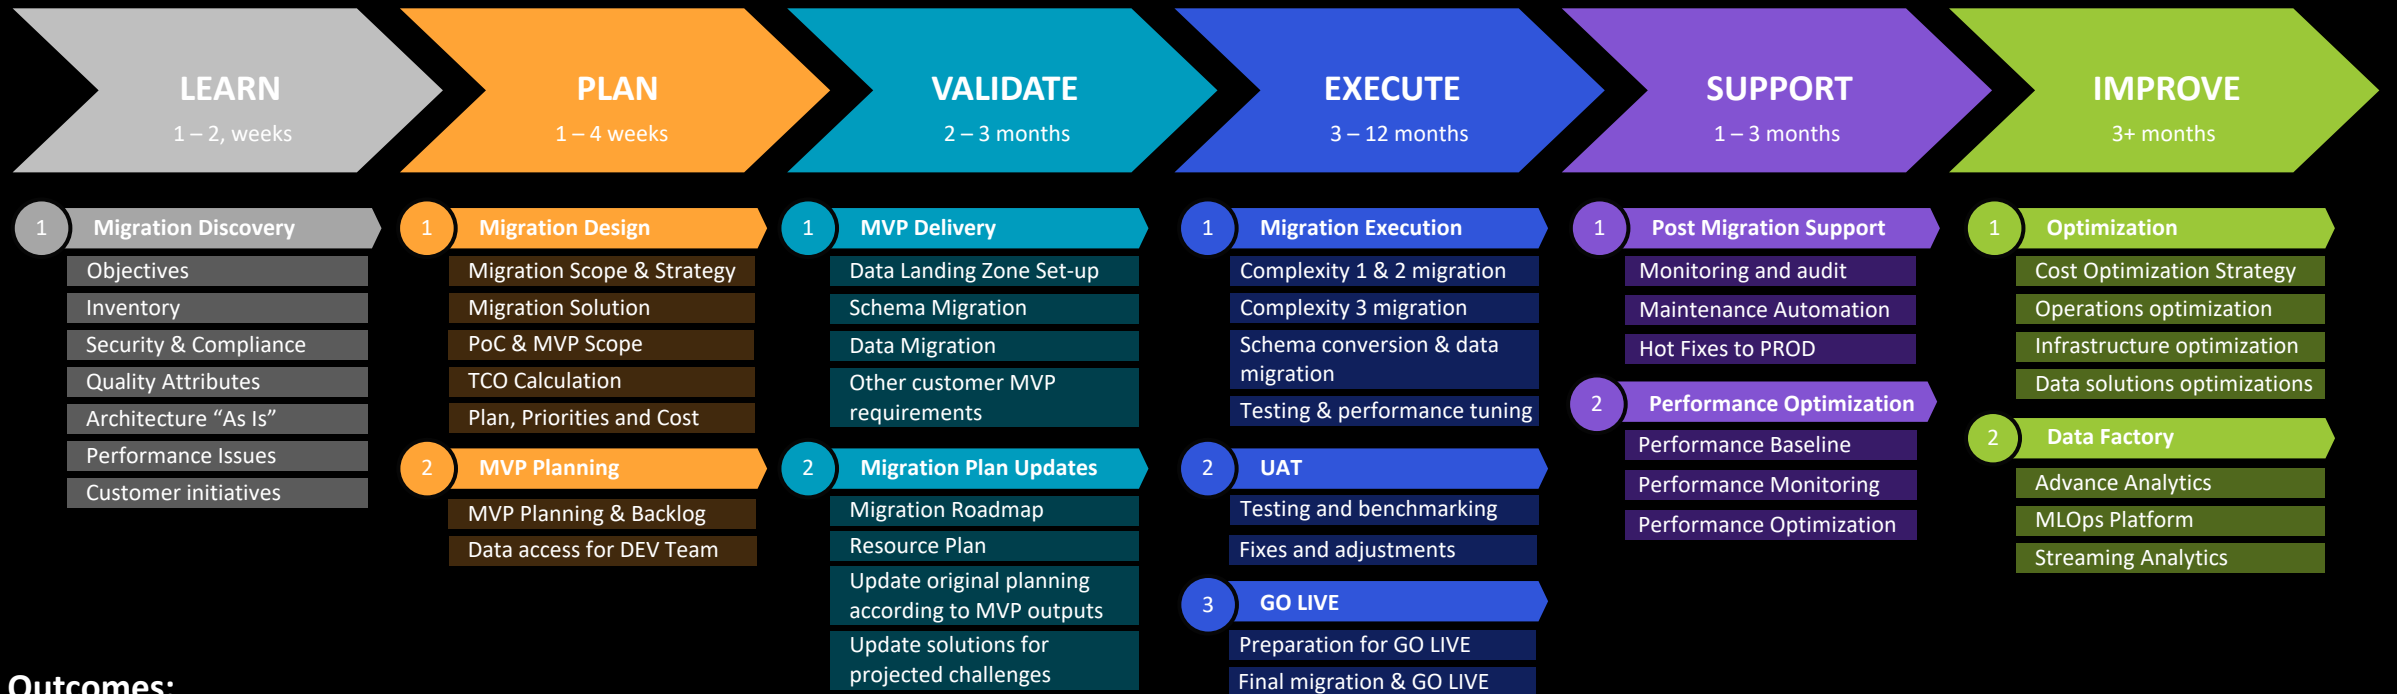 LEARN
1 – 2, weeks
PLAN
1 – 4 weeks
VALIDATE
2 – 3 months
EXECUTE
3 – 12 months
SUPPORT
1 – 3 months
IMPROVE
3+ months
1
Migration Discovery
Objectives
Inventory
Security & Compliance
Quality Attributes
Architecture “As Is”
Performance Issues
Customer initiatives
1
Migration Design
Migration Scope & Strategy
Migration Solution
PoC & MVP Scope
TCO Calculation
Plan, Priorities and Cost
2
MVP Planning
MVP Planning & Backlog
Data access for DEV Team
1
MVP Delivery
Data Landing Zone Set-up
Schema Migration
Data Migration
Other customer MVP
requirements
2
Migration Plan Updates
Migration Roadmap
Resource Plan
Update original planning
according to MVP outputs
Update solutions for
projected challenges
1
Migration Execution
Complexity 1 & 2 migration
Complexity 3 migration
Schema conversion & data
migration
Testing & performance tuning
2
UAT
Testing and benchmarking
Fixes and adjustments
3
GO LIVE
Preparation for GO LIVE
Final migration & GO LIVE
1
Post Migration Support
Monitoring and audit
Maintenance Automation
Hot Fixes to PROD
2
Performance Optimization
Performance Baseline
Performance Monitoring
Performance Optimization
1
Optimization
Cost Optimization Strategy
Operations optimization
Infrastructure optimization
Data solutions optimizations
2
Data Factory
Advance Analytics
MLOps Platform
Streaming Analytics
Outcomes: